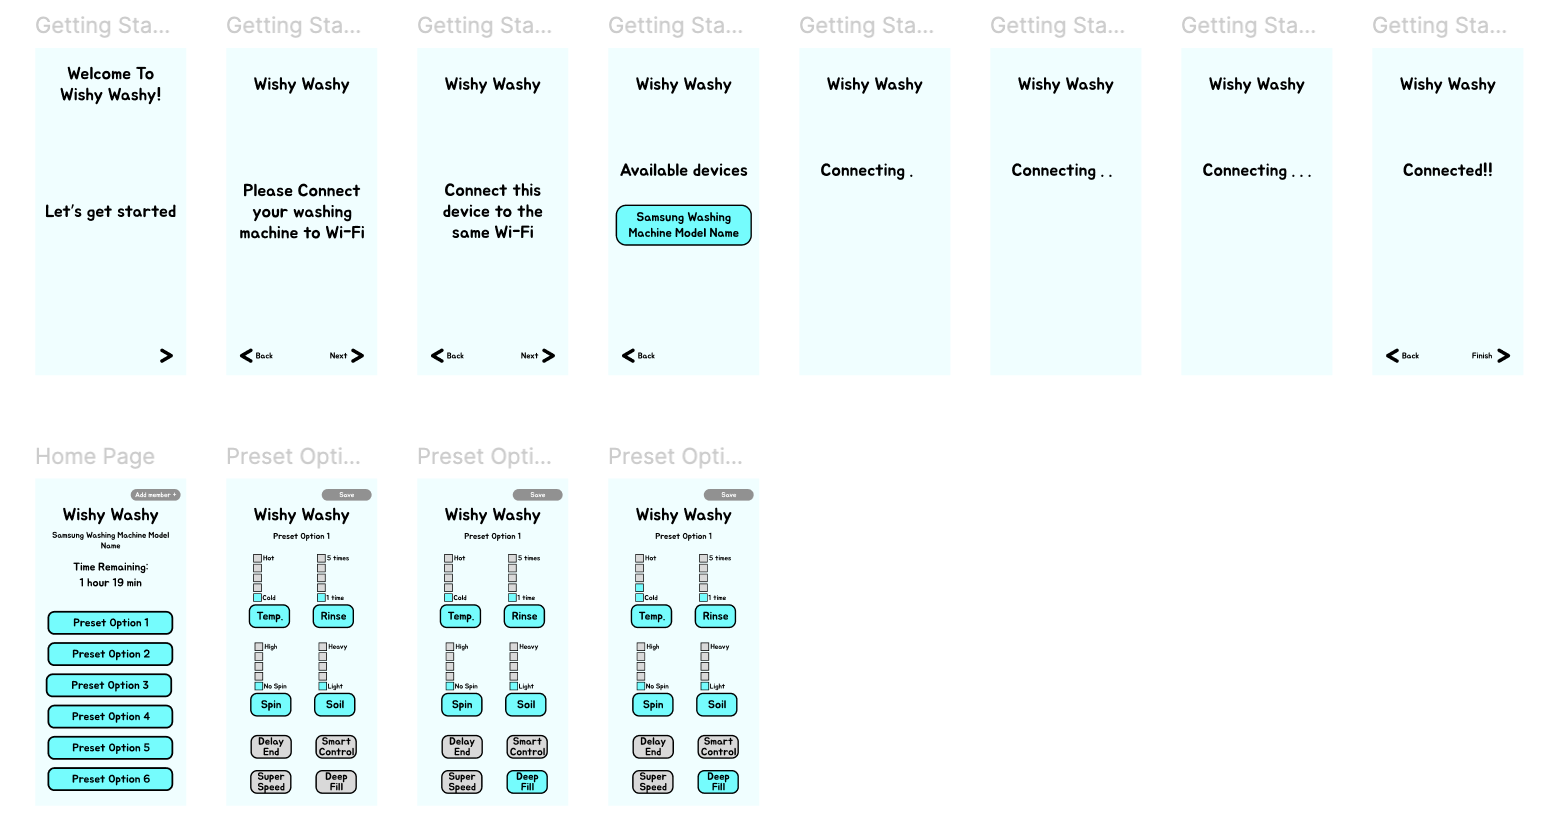 Getting Sta...
Welcome To
Wishy Washy!
Let's get started
>
Getting Sta...
Wishy Washy
Please Connect
your washing
machine to Wi-Fi
< Back Next >
Getting Sta...
Wishy Washy
Connect this
device to the
same Wi-Fi
< Back Next >
Getting Sta...
Wishy Washy
Available devices
Samsung Washing
Machine Model Name
< Back
Getting Sta...
Wishy Washy
Connecting .
Getting Sta...
Wishy Washy
Connecting . .
Getting Sta...
Wishy Washy
Connecting . . .
Getting Sta...
Wishy Washy
Connected!!
< Back Finish >
Home Page
Add member +
Wishy Washy
Samsung Washing Machine Model
Name
Time Remaining:
1 hour 19 min
Preset Option 1
Preset Option 2
Preset Option 3
Preset Option 4
Preset Option 5
Preset Option 6
Preset Opti...
Save
Wishy Washy
Preset Option 1
Hot 5 times
Cold 1 time
Temp. Rinse
High Heavy
No Spin Light
Spin Soil
Delay Smart
End Control
Super Deep
Speed Fill
Preset Opti...
Save
Wishy Washy
Preset Option 1
Hot 5 times
Cold 1 time
Temp. Rinse
High Heavy
No Spin Light
Spin Soil
Delay Smart
End Control
Super Deep
Speed Fill
Preset Opti...
Save
Wishy Washy
Preset Option 1
Hot 5 times
Cold 1 time
Temp. Rinse
High Heavy
No Spin Light
Spin Soil
Delay Smart
End Control
Super Deep
Speed Fill